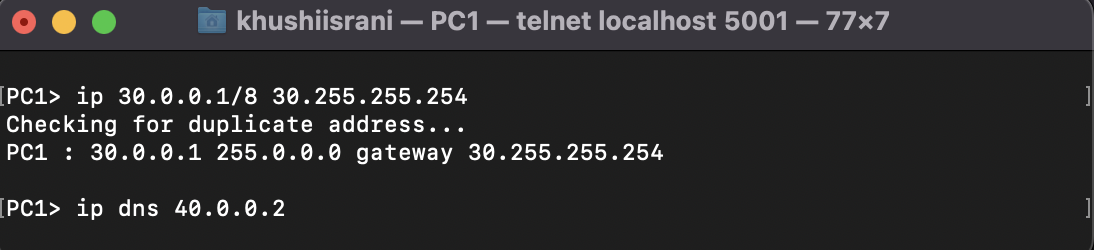 khushiisrani — PC1 — telnet localhost 5001 — 77×7
[PC1> ip 30.0.0.1/8 30.255.255.254 ]
Checking for duplicate address...
PC1 : 30.0.0.1 255.0.0.0 gateway 30.255.255.254
[PC1> ip dns 40.0.0.2 ]